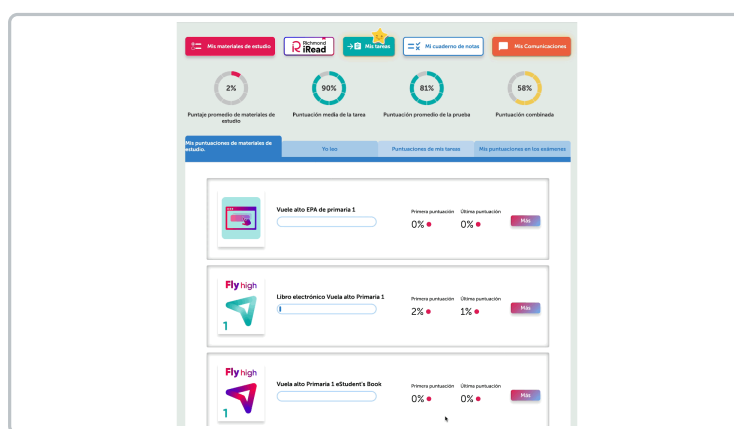 Mis materiales de estudio
Richmond
iRead
Mis tareas
Mi cuaderno de notas
Mis Comunicaciones
2%
90%
81%
58%
Puntaje promedio de materiales de
estudio
Puntuación media de la tarea
Puntuación promedio de la prueba
Puntuación combinada
Mis puntuaciones de materiales de
estudio.
Yo leo
Puntuaciones de mis tareas
Mis puntuaciones en los exámenes
Vuele alto EPA de primaria 1
Primera puntuación
Última puntuación
0%
0%
Más
Fly high
1
Libro electrónico Vuela alto Primaria 1
Primera puntuación
Última puntuación
2%
1%
Más
Fly high
1
Vuela alto Primaria 1 eStudent's Book
Primera puntuación
Última puntuación
0%
0%
Más